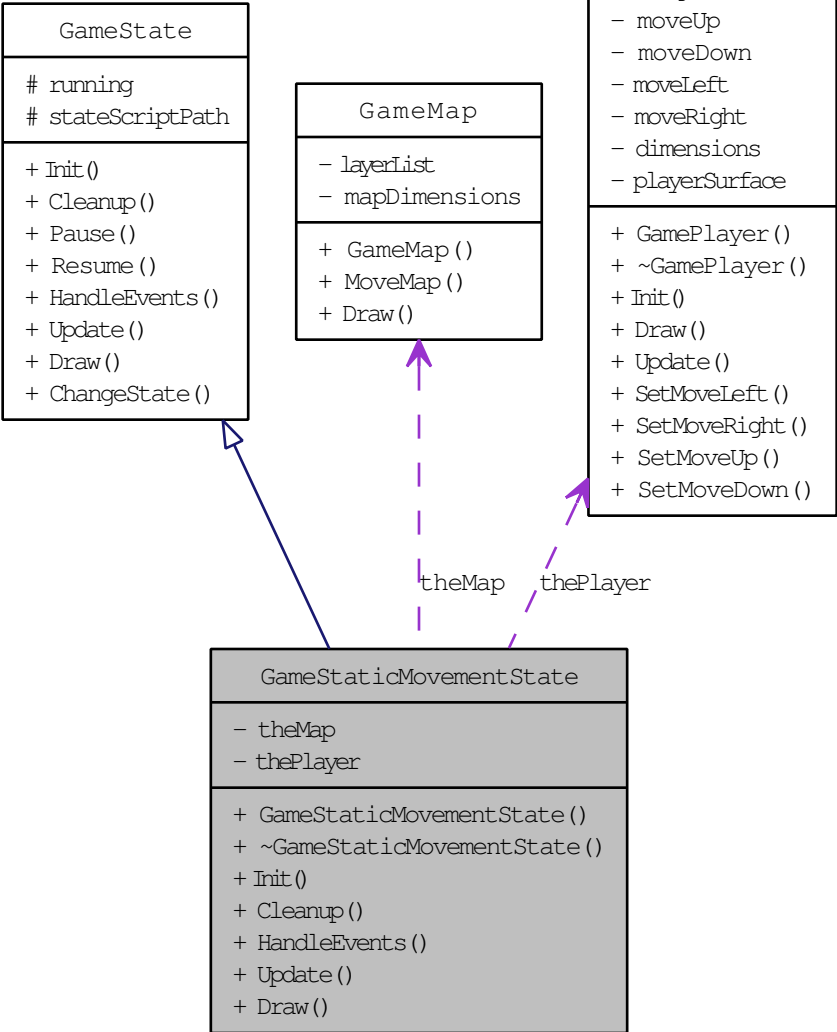 GameState
# running
# stateScriptPath
+ Init()
+ Cleanup()
+ Pause()
+ Resume()
+ HandleEvents()
+ Update()
+ Draw()
+ ChangeState()
GameMap
- layerList
- mapDimensions
+ GameMap()
+ MoveMap()
+ Draw()
- moveUp
- moveDown
- moveLeft
- moveRight
- dimensions
- playerSurface
+ GamePlayer()
+ ~GamePlayer()
+ Init()
+ Draw()
+ Update()
+ SetMoveLeft()
+ SetMoveRight()
+ SetMoveUp()
+ SetMoveDown()
theMap
thePlayer
GameStaticMovementState
- theMap
- thePlayer
+ GameStaticMovementState()
+ ~GameStaticMovementState()
+ Init()
+ Cleanup()
+ HandleEvents()
+ Update()
+ Draw()